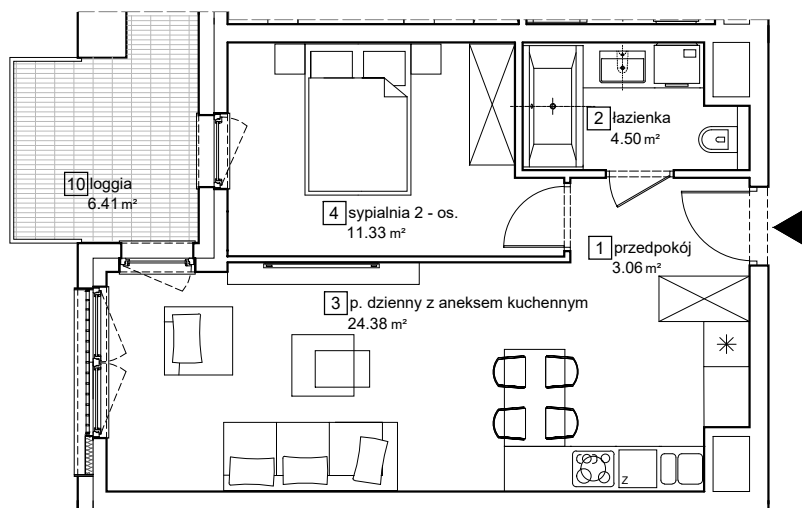 2 łazienka
4.50 m²
10 loggia
6.41 m²
4 sypialnia 2 - os.
11.33 m²
1 przedpokój
3.06 m²
3 p. dzienny z aneksem kuchennym
24.38 m²
Z